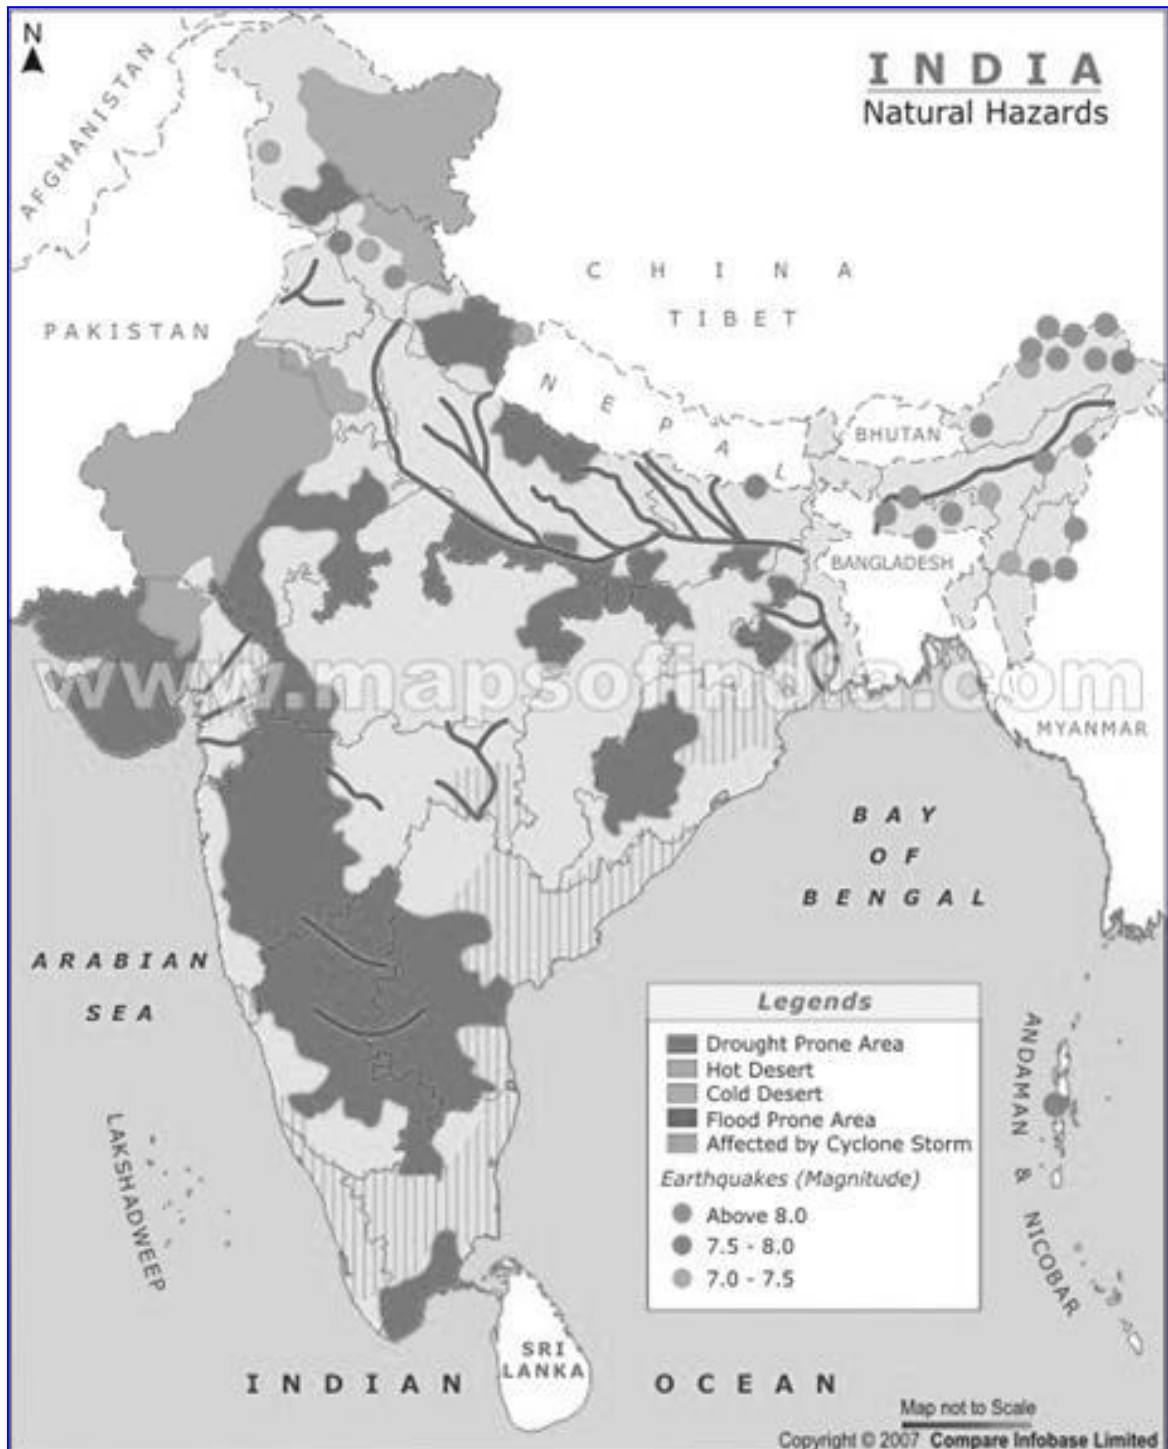 N
INDIA
Natural Hazards
AFGHANISTAN
CHINA
TIBET
PAKISTAN
NEPAL
BHUTAN
BANGLADESH
www.mapsofindia.com
MYANMAR
BAY
OF
BENGAL
ARABIAN
SEA
Legends
Drought Prone Area
Hot Desert
Cold Desert
Flood Prone Area
Affected by Cyclone Storm
Earthquakes (Magnitude)
Above 8.0
7.5 - 8.0
7.0 - 7.5
ANDAMAN & NICOBAR
LAKSHADWEEP
SRI
LANKA
INDIAN OCEAN
Map not to Scale
Copyright © 2007 Compare Infobase Limited